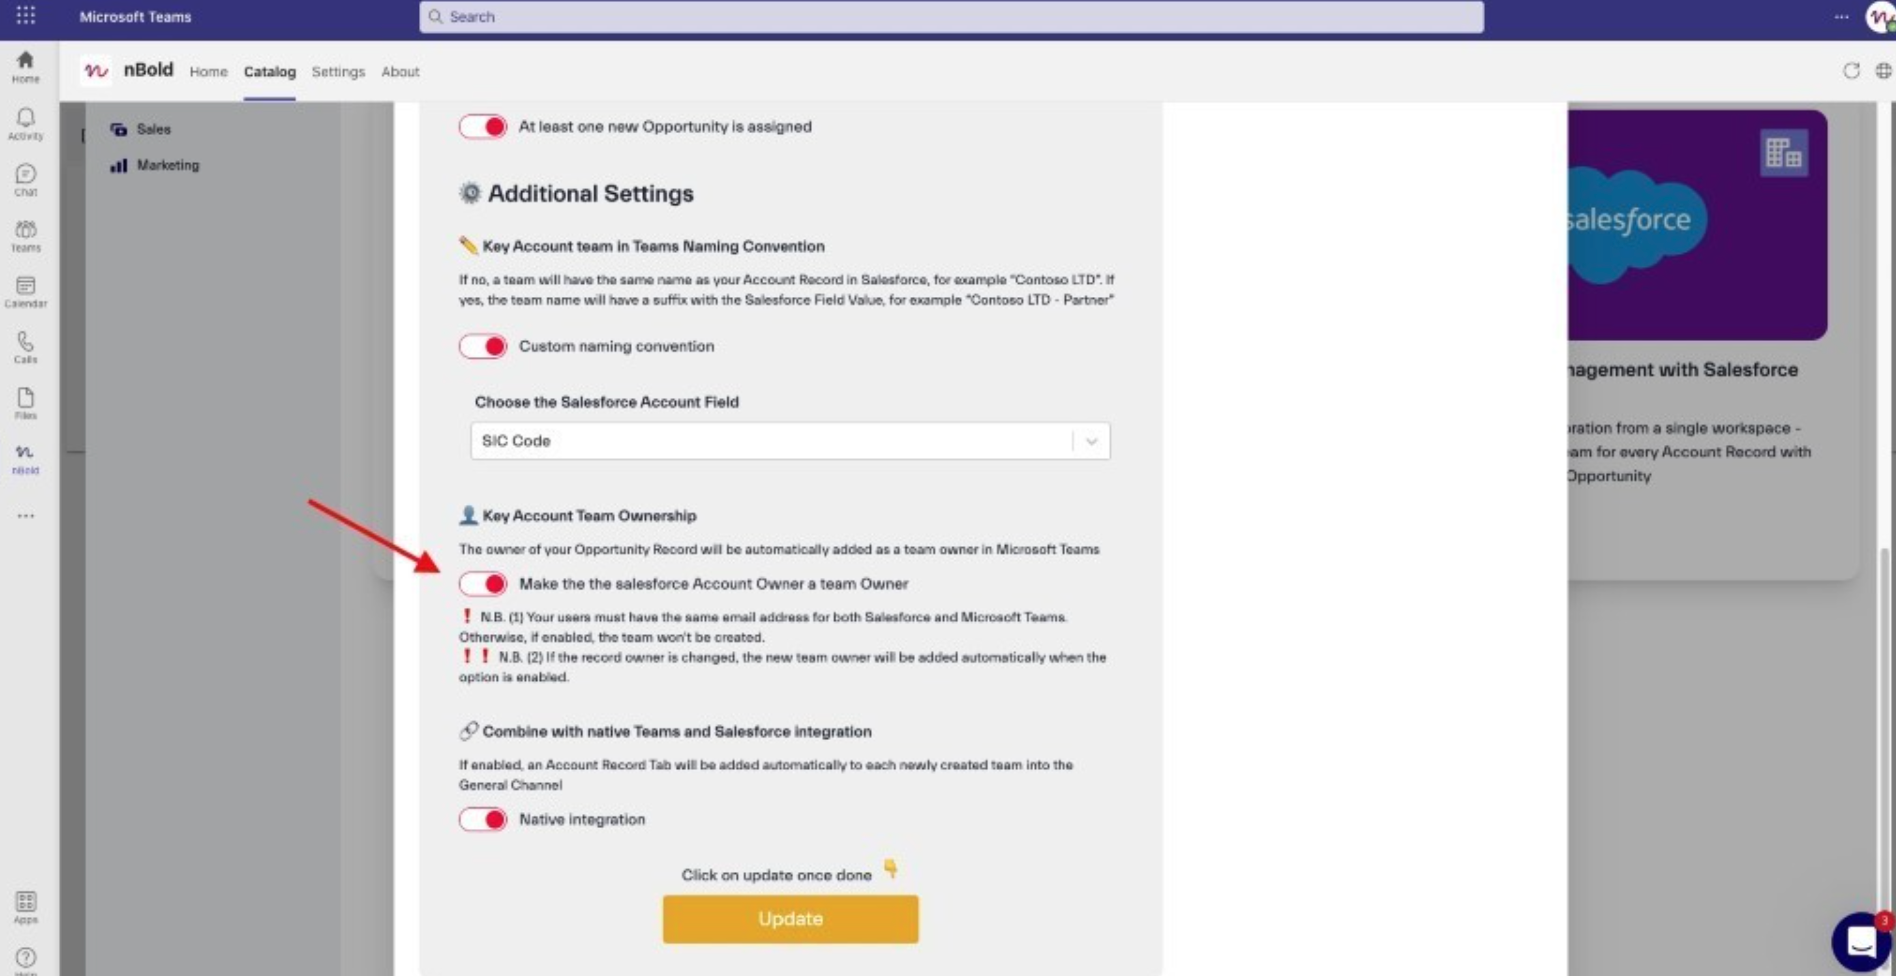 Microsoft Teams
Search
nBold
Home
Catalog
Settings
About
Home
Activity
Chat
Teams
Calendar
Calls
Files
nBold
Apps
Sales
Marketing
At least one new Opportunity is assigned
Additional Settings
Key Account team in Teams Naming Convention
If no, a team will have the same name as your Account Record in Salesforce, for example "Contoso LTD". If
yes, the team name will have a suffix with the Salesforce Field Value, for example "Contoso LTD - Partner"
Custom naming convention
Choose the Salesforce Account Field
SIC Code
Key Account Team Ownership
The owner of your Opportunity Record will be automatically added as a team owner in Microsoft Teams
Make the the salesforce Account Owner a team Owner
❗ N.B. (1) Your users must have the same email address for both Salesforce and Microsoft Teams.
Otherwise, if enabled, the team won't be created.
❗❗ N.B. (2) If the record owner is changed, the new team owner will be added automatically when the
option is enabled.
Combine with native Teams and Salesforce integration
If enabled, an Account Record Tab will be added automatically to each newly created team into the
General Channel
Native integration
Click on update once done
Update
salesforce
nagement with Salesforce
oration from a single workspace -
am for every Account Record with
Opportunity
3